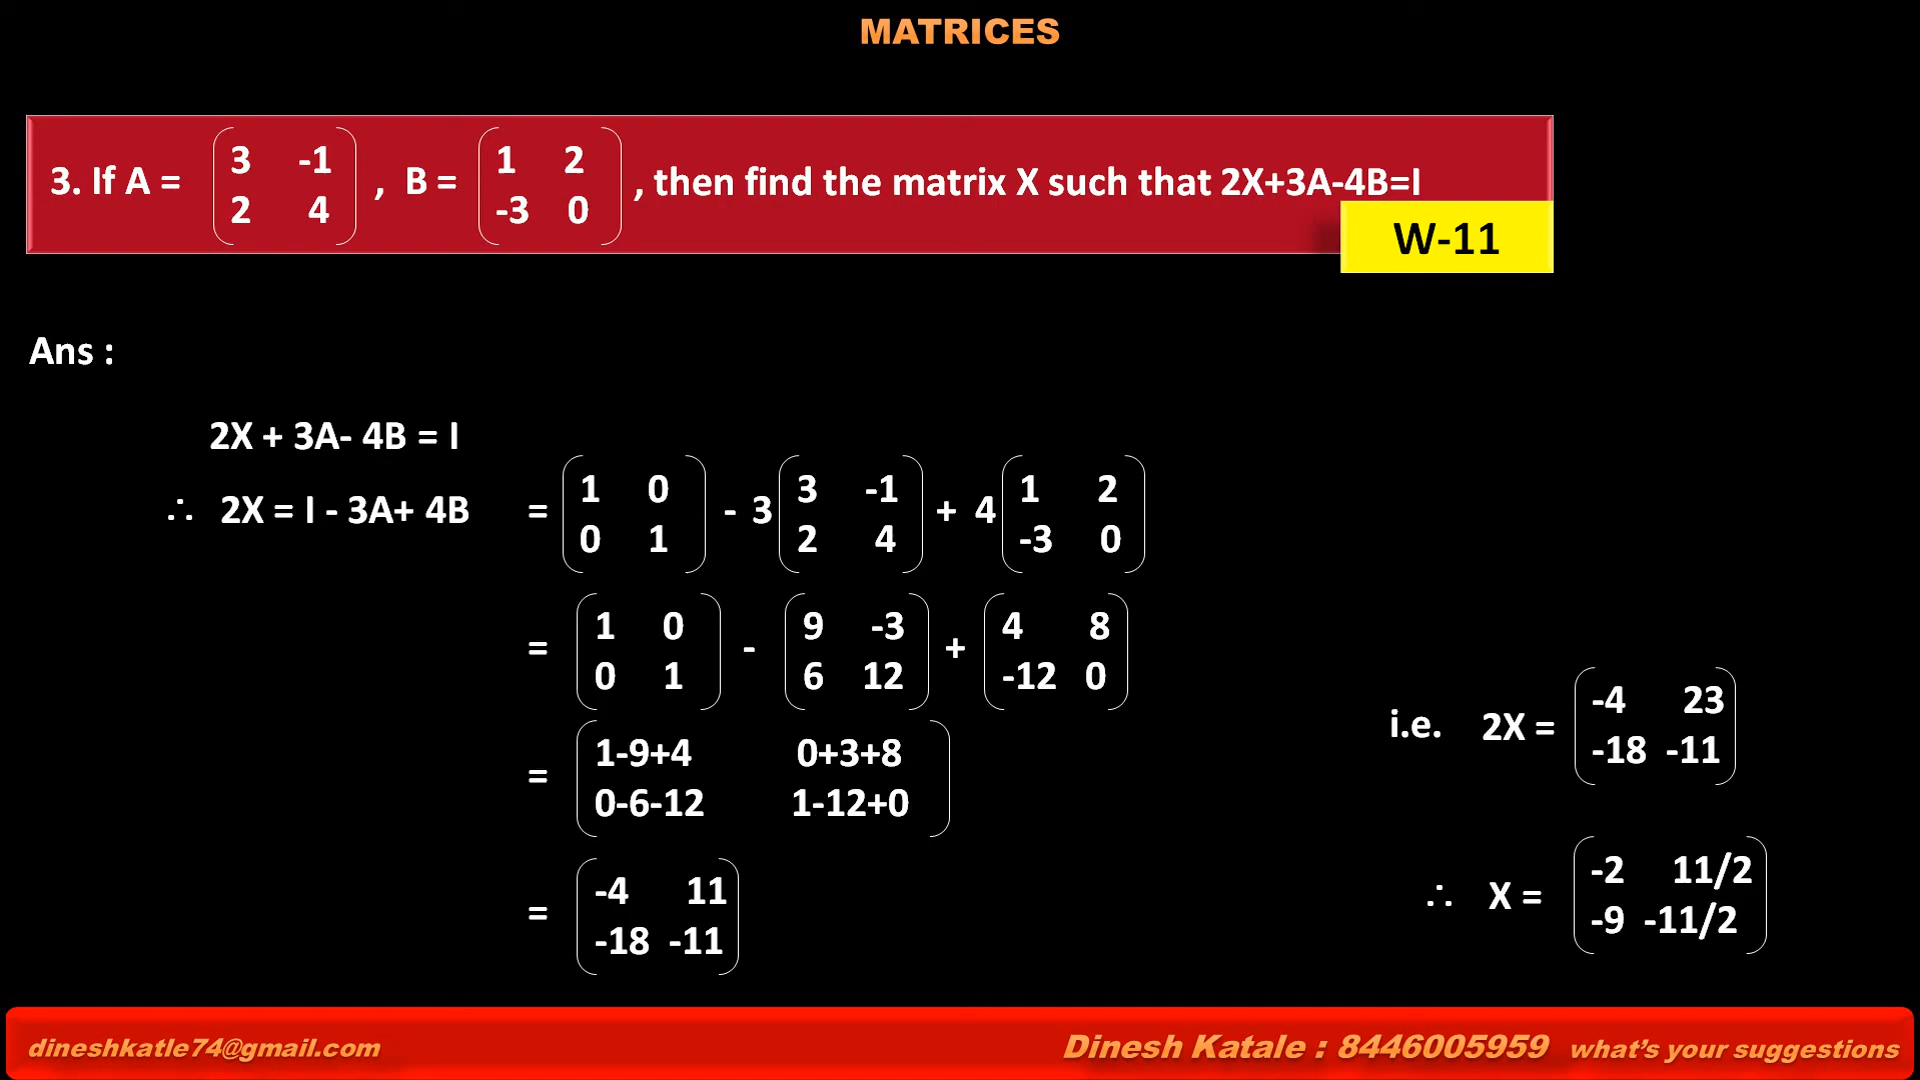 MATRICES
3. If A = 3 -1 , B = 1 2 , then find the matrix X such that 2X+3A-4B=I
2 4 -3 0
W-11
Ans :
2X + 3A- 4B = I
∴ 2X = I - 3A+ 4B = 1 0 - 3 3 -1 + 4 1 2
0 1 2 4 -3 0
= 1 0 - 9 -3 + 4 8
0 1 6 12 -12 0
= 1-9+4 0+3+8
0-6-12 1-12+0
= -4 11
-18 -11
i.e. 2X = -4 23
-18 -11
∴ X = -2 11/2
-9 -11/2
dineshkatle74@gmail.com
Dinesh Katale : 8446005959 what's your suggestions